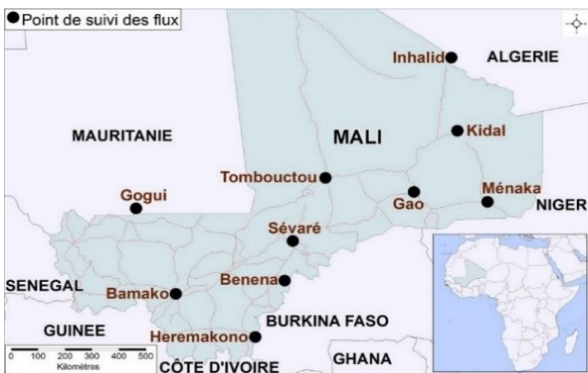 Point de suivi des flux
ALGERIE
Inhalid
MAURITANIE
Kidal
MALI
Tombouctou
Gogui
Gao
Ménaka
NIGER
Sévaré
SENEGAL
Benena
Bamako
BURKINA FASO
GUINEE
Heremakono
GHANA
CÔTE D'IVOIRE
0 100 200 300 400 500
Kilomètres